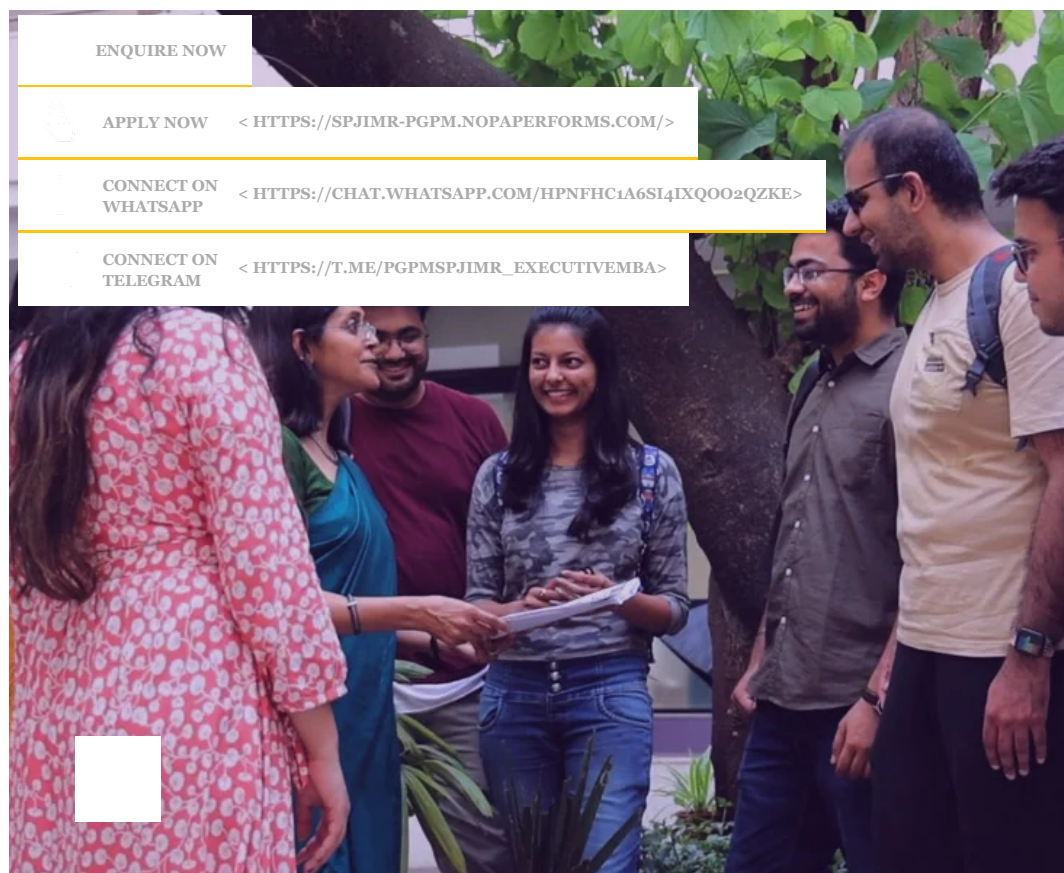 ENQUIRE NOW
APPLY NOW < HTTPS://SPJIMR-PGPM.NOPAPERFORMS.COM/>
CONNECT ON
WHATSAPP < HTTPS://CHAT.WHATSAPP.COM/HPNFHC1A6SI4IXQOO2QZKE>
CONNECT ON
TELEGRAM < HTTPS://T.ME/PGPMSPJIMR_EXECUTIVEMBA>